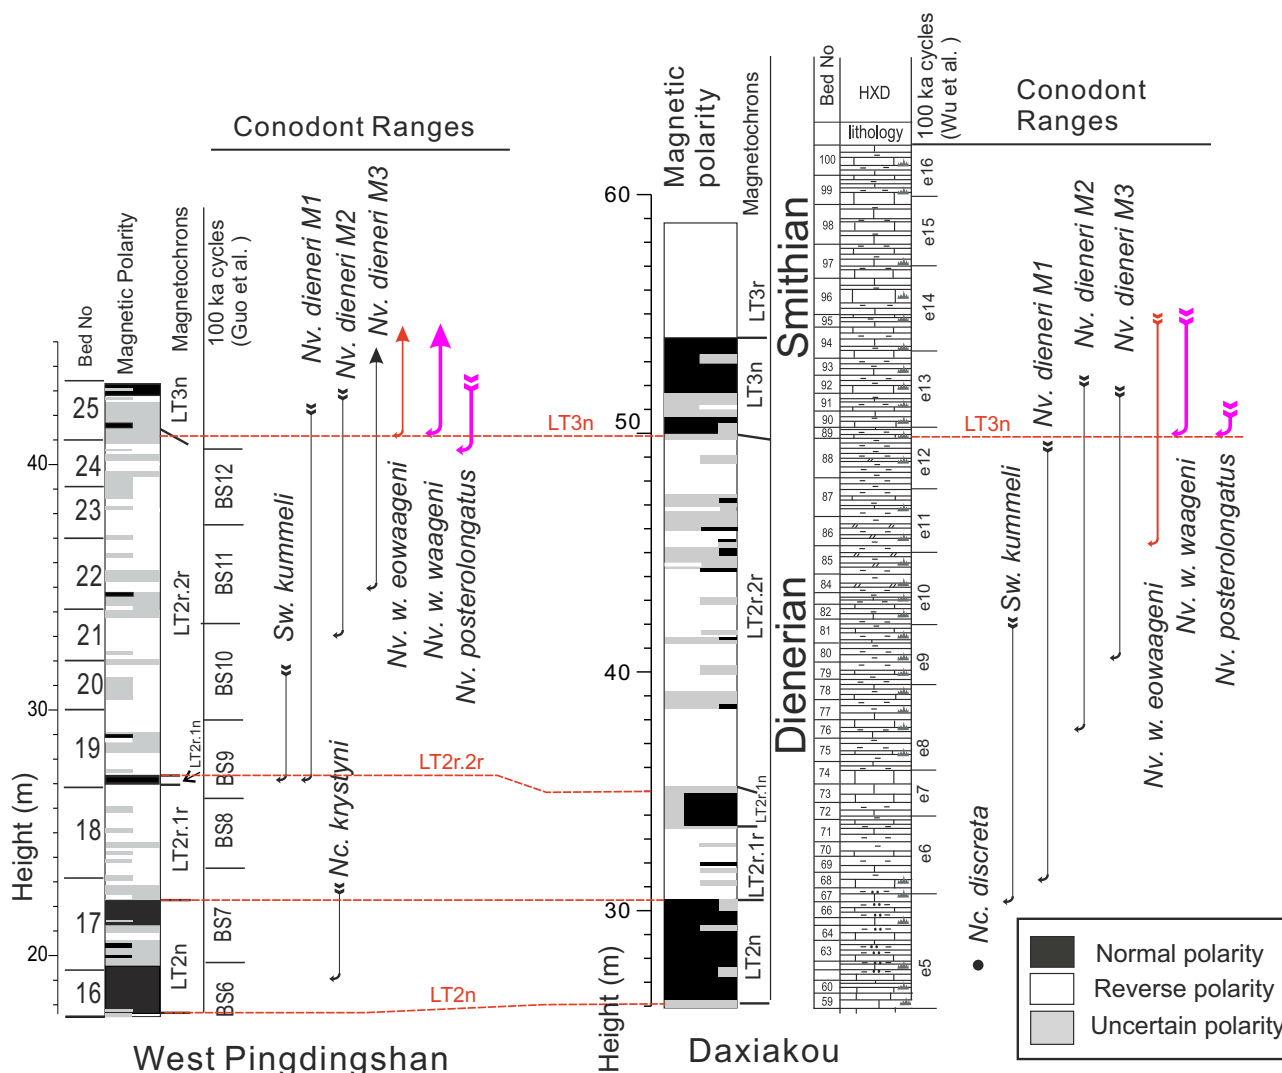 Conodont Ranges
Height (m)
40
30
20
Bed No
25
24
23
22
21
20
19
18
17
16
Magnetic Polarity
Magnetochrons
LT3n
LT2r.2r
LT2r.1n
LT2r.1r
LT2n
100 ka cycles
(Guo et al. )
BS12
BS11
BS10
BS9
BS8
BS7
BS6
Nv. dieneri M1
Nv. dieneri M2
Nv. dieneri M3
Sw. kummeli
Nc. krystyni
Nv. w. eowaageni
Nv. w. waageni
Nv. posterolongatus
LT3n
LT2r.2r
LT2n
West Pingdingshan
Height (m)
60
50
40
30
Magnetic
polarity
Magnetochrons
LT3r
LT3n
LT2r.2r
LT2r.1n
LT2r.1r
LT2n
Smithian
Dienerian
Bed No
100
99
98
97
96
95
94
93
92
91
90
89
88
87
86
85
84
82
81
80
79
78
77
76
75
74
73
72
71
70
69
68
67
66
64
63
60
59
HXD
lithology
100 ka cycles
(Wu et al. )
e16
e15
e14
e13
e12
e11
e10
e9
e8
e7
e6
e5
Conodont
Ranges
LT3n
Nc. discreta
Sw. kummeli
Nv. dieneri M1
Nv. dieneri M2
Nv. dieneri M3
Nv. w. eowaageni
Nv. w. waageni
Nv. posterolongatus
Daxiakou
Normal polarity
Reverse polarity
Uncertain polarity